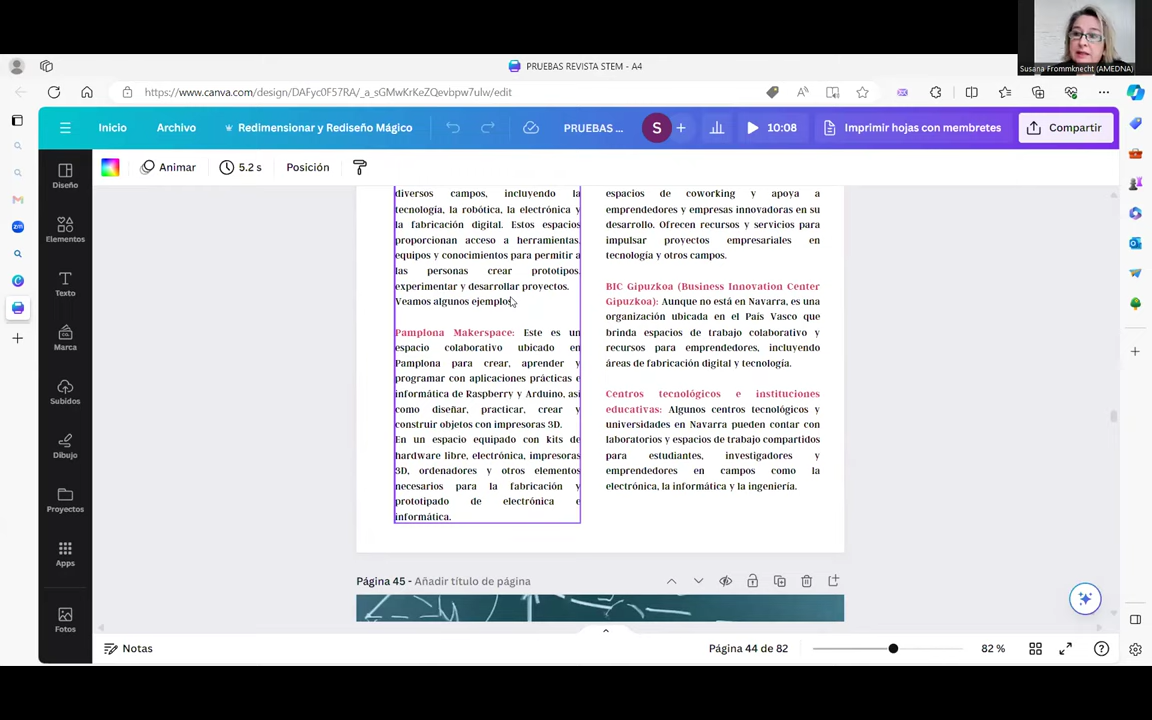 Susana Frommknecht (AMEDNA)
PRUEBAS REVISTA STEM - A4
https://www.canva.com/design/DAFyc0F57RA/_a_sGMwKrKeZQevbpw7ulw/edit
Inicio
Archivo
Redimensionar y Rediseño Mágico
PRUEBAS ...
S
10:08
Imprimir hojas con membretes
Compartir
Animar
5.2 s
Posición
Diseño
Elementos
Texto
Marca
Subidos
Dibujo
Proyectos
Apps
Fotos
diversos campos, incluyendo la
tecnología, la robótica, la electrónica y
la fabricación digital. Estos espacios
proporcionan acceso a herramientas,
equipos y conocimientos para permitir a
las personas crear prototipos,
experimentar y desarrollar proyectos.
Veamos algunos ejemplos
Pamplona Makerspace: Este es un
espacio colaborativo ubicado en
Pamplona para crear, aprender y
programar con aplicaciones prácticas e
informática de Raspberry y Arduino, así
como diseñar, practicar, crear y
construir objetos con impresoras 3D.
En un espacio equipado con kits de
hardware libre, electrónica, impresoras
3D, ordenadores y otros elementos
necesarios para la fabricación y
prototipado de electrónica e
informática.
espacios de coworking y apoya a
emprendedores y empresas innovadoras en su
desarrollo. Ofrecen recursos y servicios para
impulsar proyectos empresariales en
tecnología y otros campos.
BIC Gipuzkoa (Business Innovation Center
Gipuzkoa): Aunque no está en Navarra, es una
organización ubicada en el País Vasco que
brinda espacios de trabajo colaborativo y
recursos para emprendedores, incluyendo
áreas de fabricación digital y tecnología.
Centros tecnológicos e instituciones
educativas: Algunos centros tecnológicos y
universidades en Navarra pueden contar con
laboratorios y espacios de trabajo compartidos
para estudiantes, investigadores y
emprendedores en campos como la
electrónica, la informática y la ingeniería.
Página 45 - Añadir título de página
Notas
Página 44 de 82
82 %